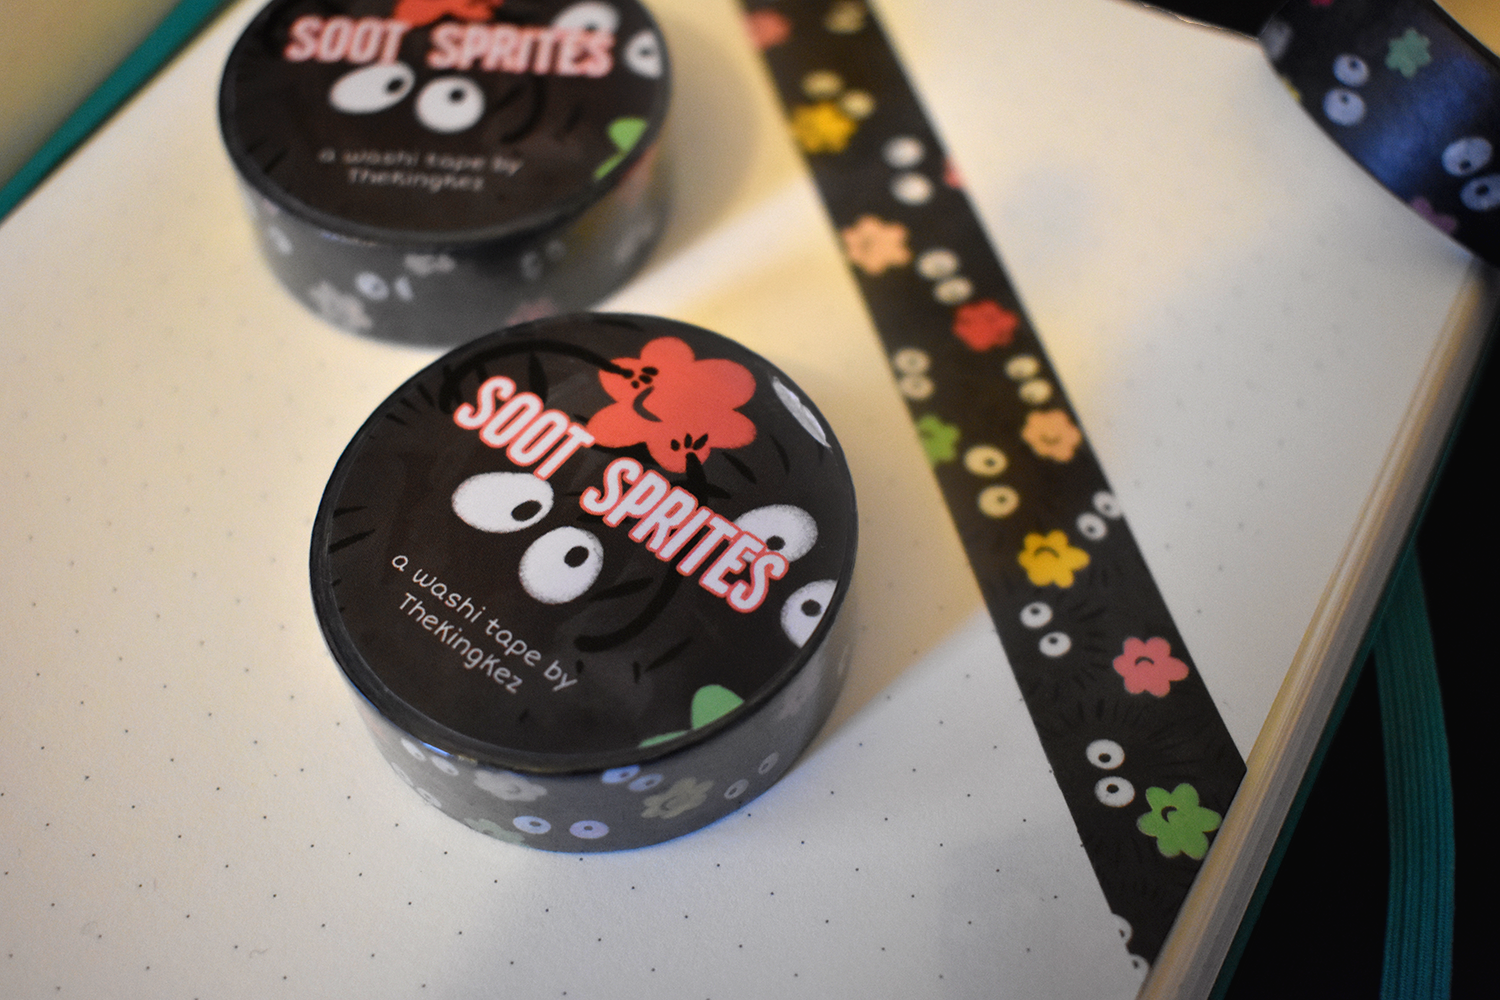 SOOT SPRITES
a washi tape by
TheKingKez
SOOT SPRITES
a washi tape by
TheKingKez